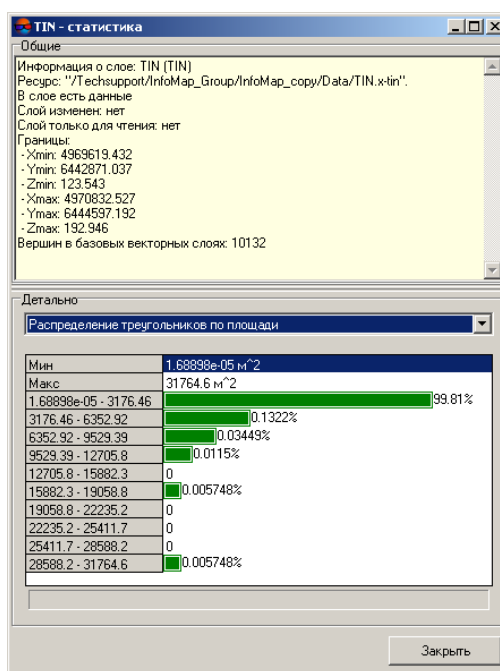 TIN - статистика
Общие
Информация о слое: TIN (TIN)
Ресурс: "/Techsupport/InfoMap_Group/InfoMap_copy/Data/TIN.x-tin".
В слое есть данные
Слой изменен: нет
Слой только для чтения: нет
Границы:
- Xmin: 4969619.432
- Ymin: 6442871.037
- Zmin: 123.543
- Xmax: 4970832.527
- Ymax: 6444597.192
- Zmax: 192.946
Вершин в базовых векторных слоях: 10132
Детально
Распределение треугольников по площади
Мин 1.68898e-05 м^2
Макс 31764.6 м^2
1.68898e-05 - 3176.46 99.81%
3176.46 - 6352.92 0.1322%
6352.92 - 9529.39 0.03449%
9529.39 - 12705.8 0.0115%
12705.8 - 15882.3 0
15882.3 - 19058.8 0.005748%
19058.8 - 22235.2 0
22235.2 - 25411.7 0
25411.7 - 28588.2 0
28588.2 - 31764.6 0.005748%
Закрыть